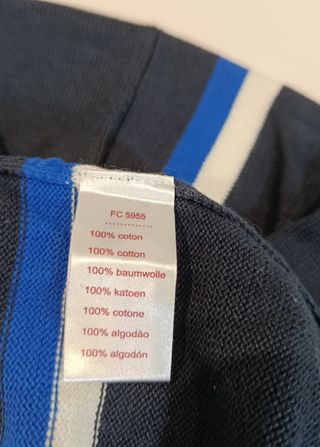 FC 5955
100% coton
100% cotton
100% baumwolle
100% katoen
100% cotone
100% algodão
100% algodón